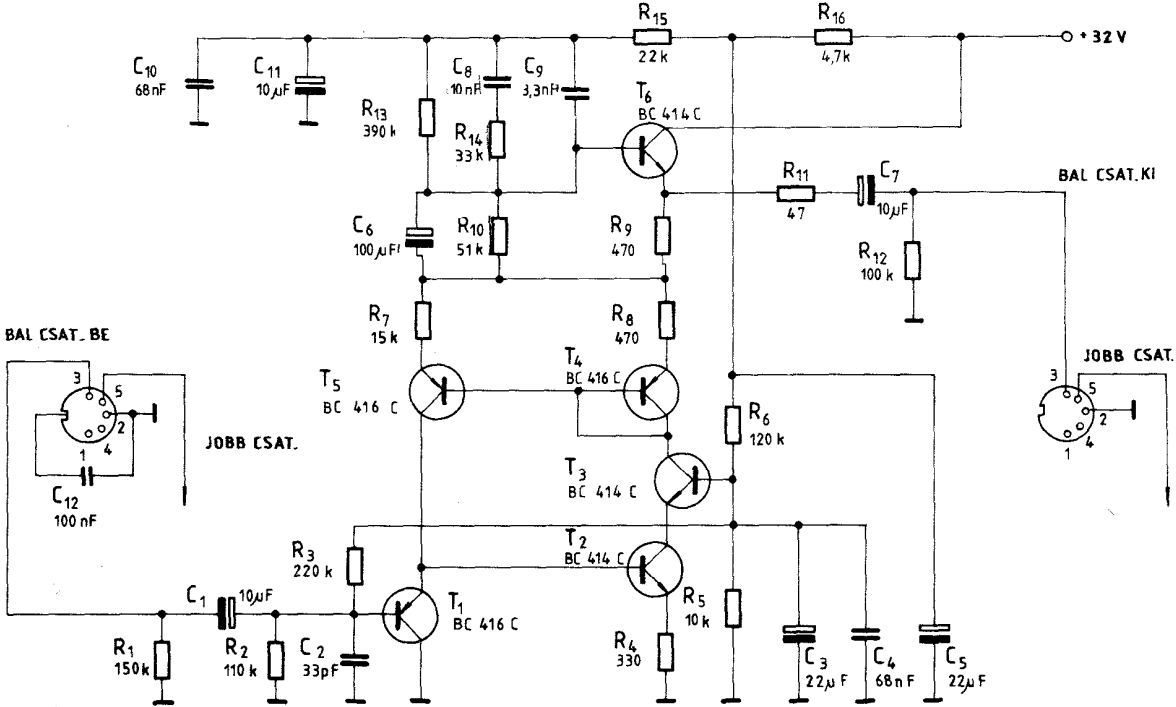 R15
22k
R16
4,7k
+32V
C10
68nF
C11
10µF
R13
390k
C8
10nF
C9
3,3nF
R14
33k
T6
BC 414C
R11
47
C7
10µF
BAL CSAT. KI
C6
100µF
R10
51k
R9
470
R12
100k
R7
15k
R8
470
BAL CSAT. BE
3
5
2
4
1
C12
100nF
JOBB CSAT.
T5
BC 416 C
T4
BC 416 C
R6
120k
JOBB CSAT.
3
5
2
4
1
T3
BC 414 C
T2
BC 414 C
R3
220k
C1
10µF
T1
BC 416 C
R5
10k
R1
150k
R2
110k
C2
33pF
R4
330
C3
22µF
C4
68nF
C5
22µF